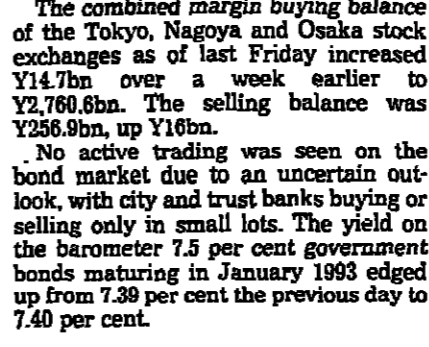 The combined margin buying balance
of the Tokyo, Nagoya and Osaka stock
exchanges as of last Friday increased
Y14.7bn over a week earlier to
Y2,760.6bn. The selling balance was
Y256.9bn, up Y16bn.
No active trading was seen on the
bond market due to an uncertain out-
look, with city and trust banks buying or
selling only in small lots. The yield on
the barometer 7.5 per cent government
bonds maturing in January 1993 edged
up from 7.39 per cent the previous day to
7.40 per cent.